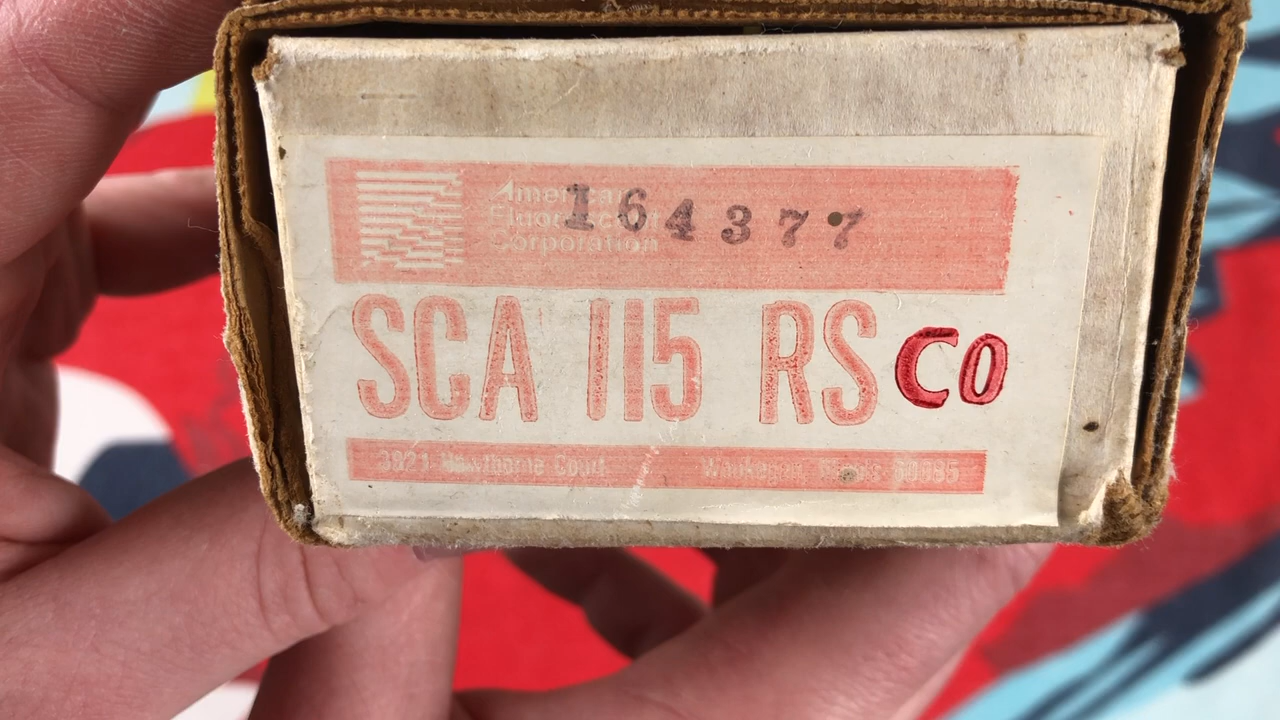 American
Fluorescent
Corporation
164377
SCA 115 RS CO
3821 Hawthorne Court Waukegan, Illinois 60085